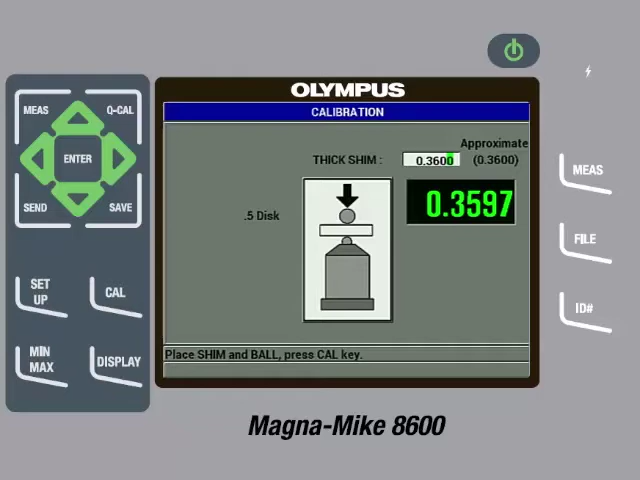 OLYMPUS
MEAS
Q-CAL
ENTER
SEND
SAVE
SET UP
CAL
MIN MAX
DISPLAY
CALIBRATION
Approximate
THICK SHIM : 0.3600 (0.3600)
0.3597
.5 Disk
Place SHIM and BALL, press CAL key.
MEAS
FILE
ID#
Magna-Mike 8600